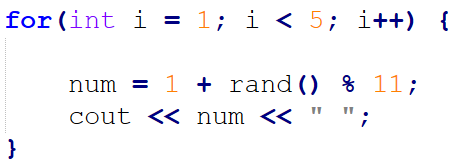 for(int i = 1; i < 5; i++) {
num = 1 + rand() % 11;
cout << num << " ";
}